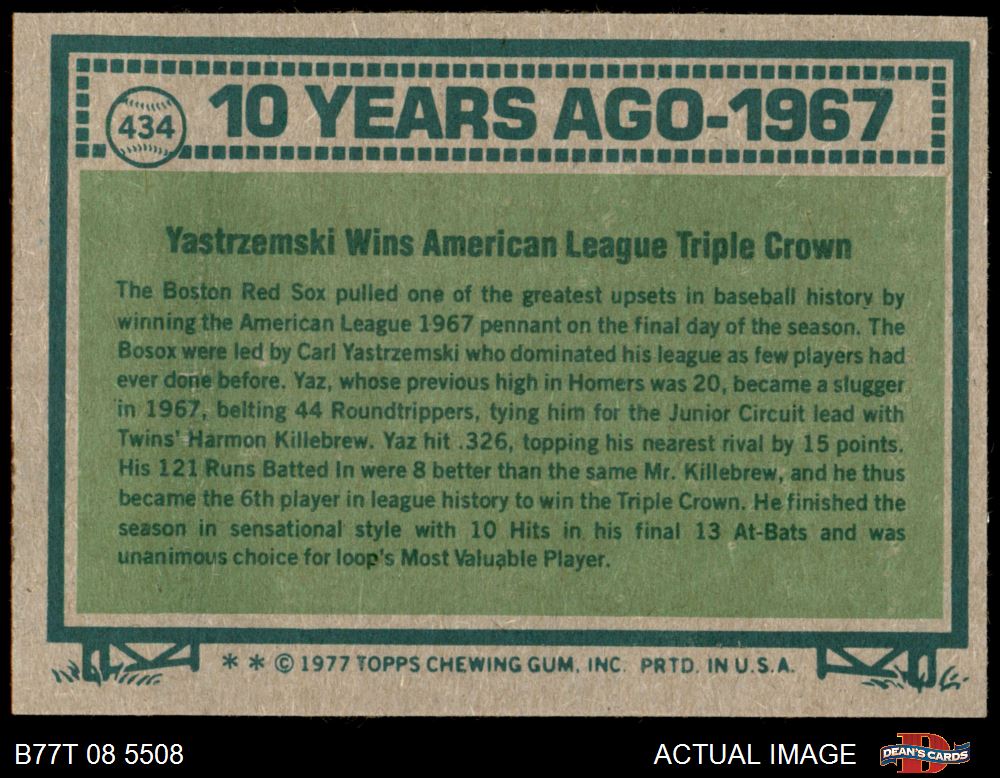 434
10 YEARS AGO-1967
Yastrzemski Wins American League Triple Crown
The Boston Red Sox pulled one of the greatest upsets in baseball history by
winning the American League 1967 pennant on the final day of the season. The
Bosox were led by Carl Yastrzemski who dominated his league as few players had
ever done before. Yaz, whose previous high in Homers was 20, became a slugger
in 1967, belting 44 Roundtrippers, tying him for the Junior Circuit lead with
Twins' Harmon Killebrew. Yaz hit .326, topping his nearest rival by 15 points.
His 121 Runs Batted In were 8 better than the same Mr. Killebrew, and he thus
became the 6th player in league history to win the Triple Crown. He finished the
season in sensational style with 10 Hits in his final 13 At-Bats and was
unanimous choice for loop's Most Valuable Player.
* * © 1977 TOPPS CHEWING GUM, INC. PRTD. IN U.S.A.
B77T 08 5508
ACTUAL IMAGE
DEAN'S CARDS